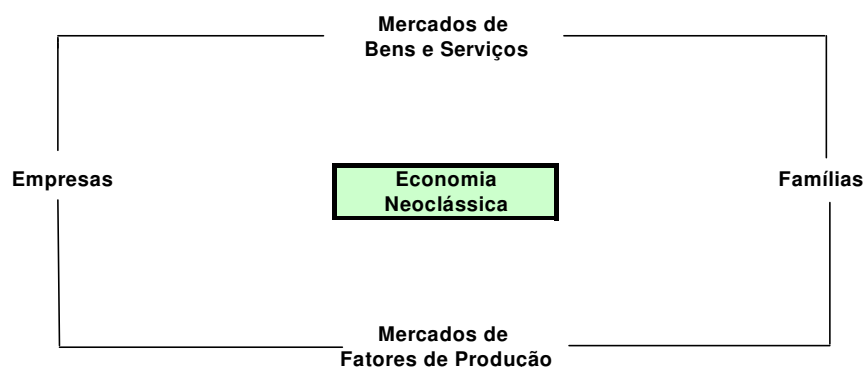 Mercados de
Bens e Serviços
Empresas
Economia
Neoclássica
Famílias
Mercados de
Fatores de Producão